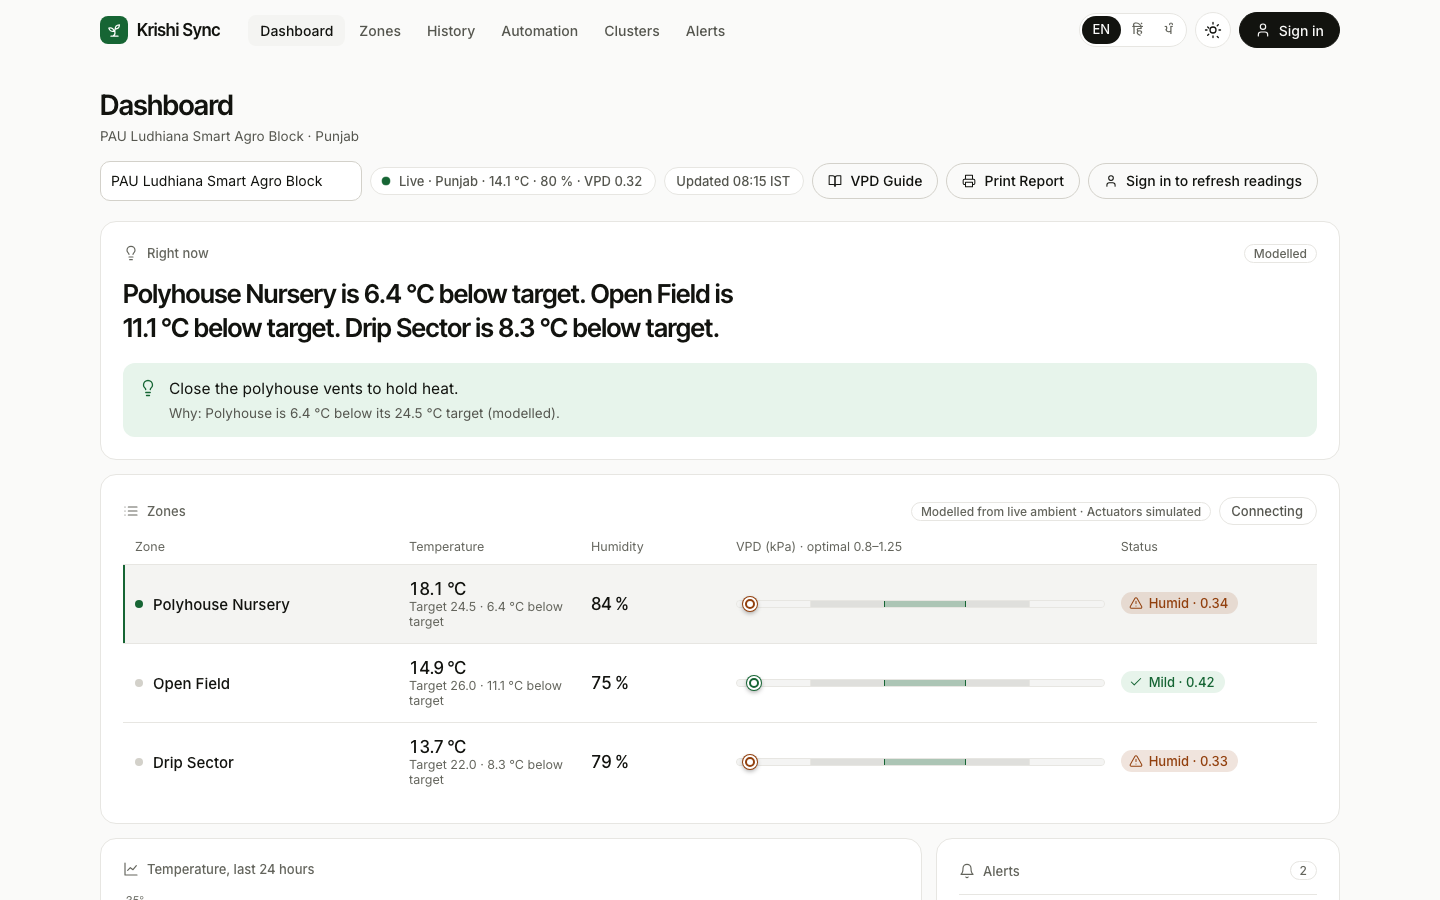 Krishi Sync
Dashboard
Zones
History
Automation
Clusters
Alerts
EN
हिं
ਪੰ
Sign in
Dashboard
PAU Ludhiana Smart Agro Block · Punjab
PAU Ludhiana Smart Agro Block
Live · Punjab · 14.1 °C · 80 % · VPD 0.32
Updated 08:15 IST
VPD Guide
Print Report
Sign in to refresh readings
Right now
Modelled
Polyhouse Nursery is 6.4 °C below target. Open Field is
11.1 °C below target. Drip Sector is 8.3 °C below target.
Close the polyhouse vents to hold heat.
Why: Polyhouse is 6.4 °C below its 24.5 °C target (modelled).
Zones
Modelled from live ambient · Actuators simulated
Connecting
Zone
Temperature
Humidity
VPD (kPa) · optimal 0.8–1.25
Status
Polyhouse Nursery
18.1 °C
Target 24.5 · 6.4 °C below
target
84 %
Humid · 0.34
Open Field
14.9 °C
Target 26.0 · 11.1 °C below
target
75 %
Mild · 0.42
Drip Sector
13.7 °C
Target 22.0 · 8.3 °C below
target
79 %
Humid · 0.33
Temperature, last 24 hours
Alerts
2